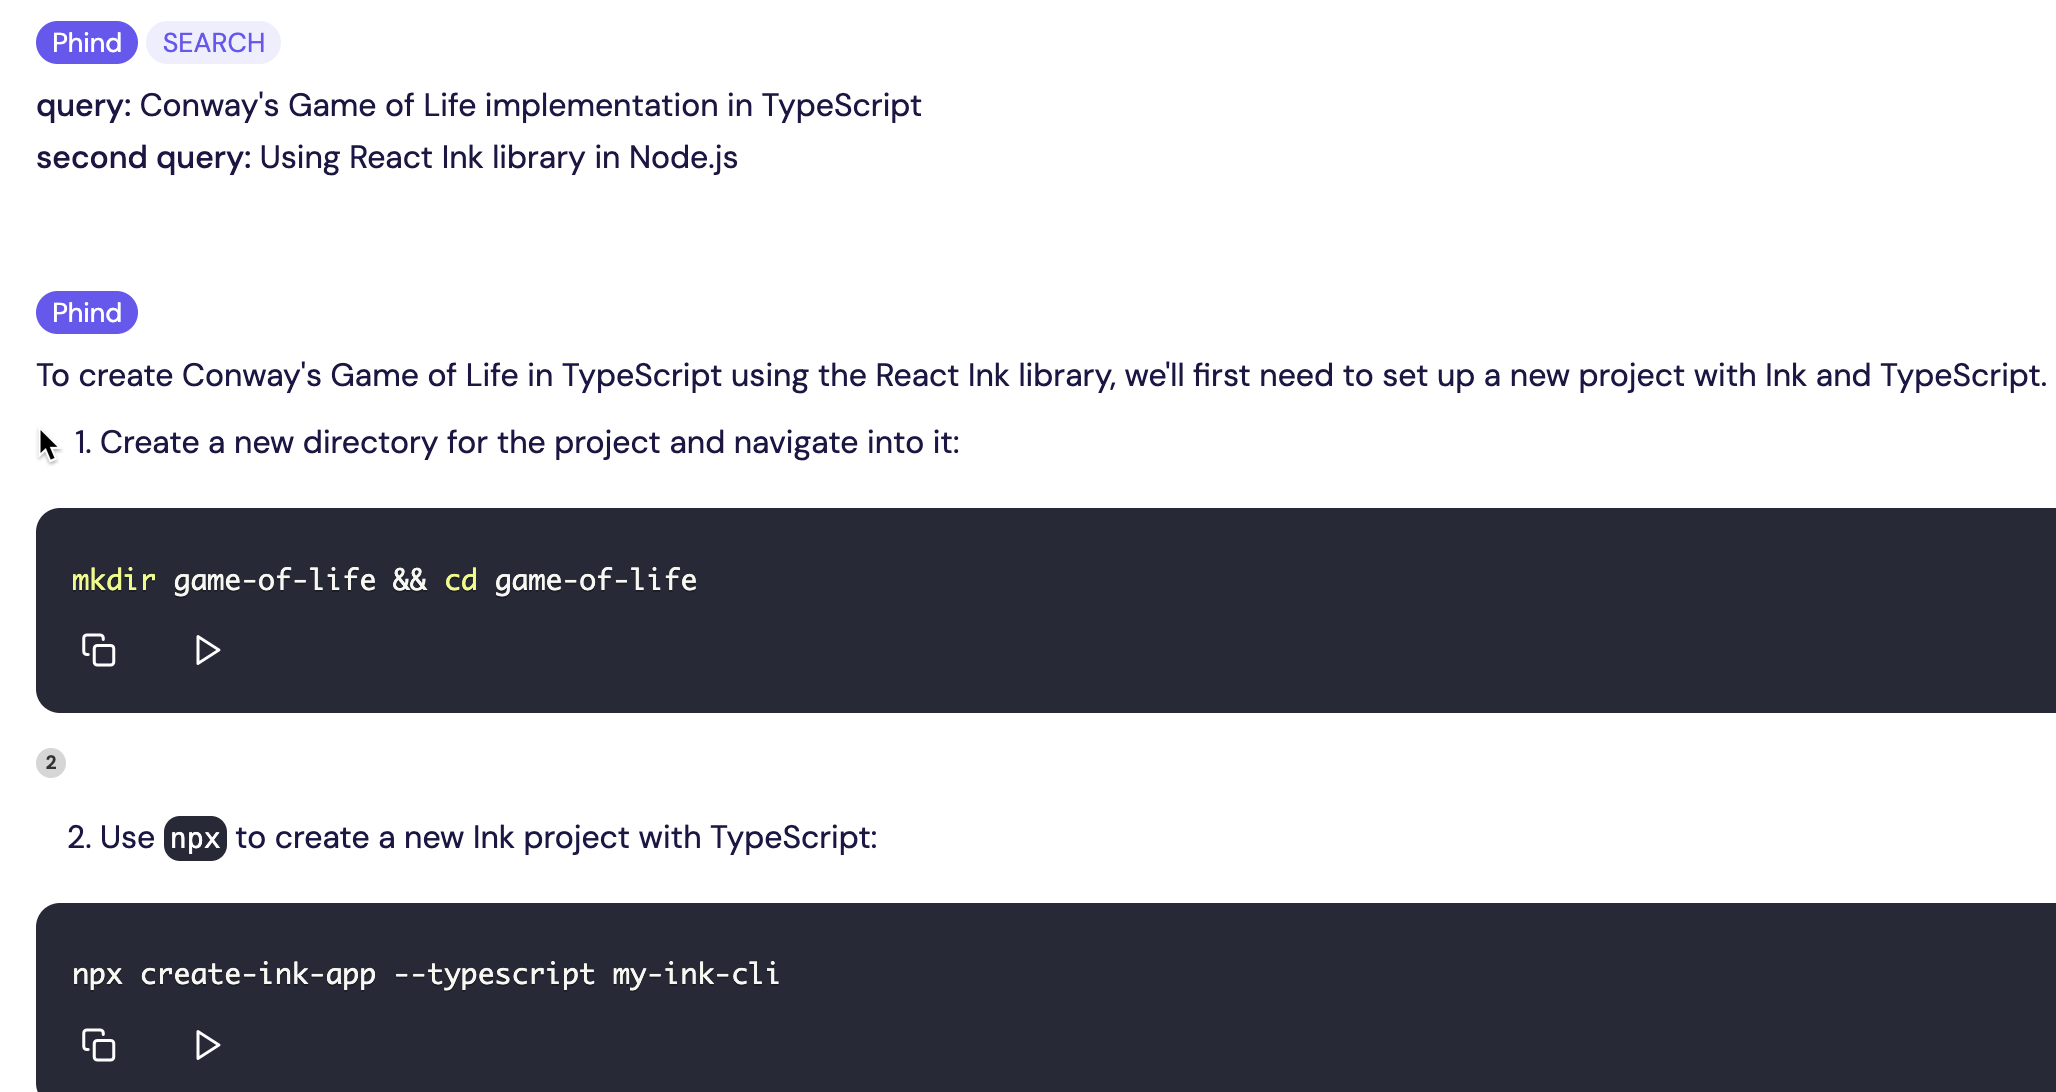 Phind SEARCH
query: Conway's Game of Life implementation in TypeScript
second query: Using React Ink library in Node.js
Phind
To create Conway's Game of Life in TypeScript using the React Ink library, we'll first need to set up a new project with Ink and TypeScript.
1. Create a new directory for the project and navigate into it:
mkdir game-of-life && cd game-of-life
2
2. Use npx to create a new Ink project with TypeScript:
npx create-ink-app --typescript my-ink-cli